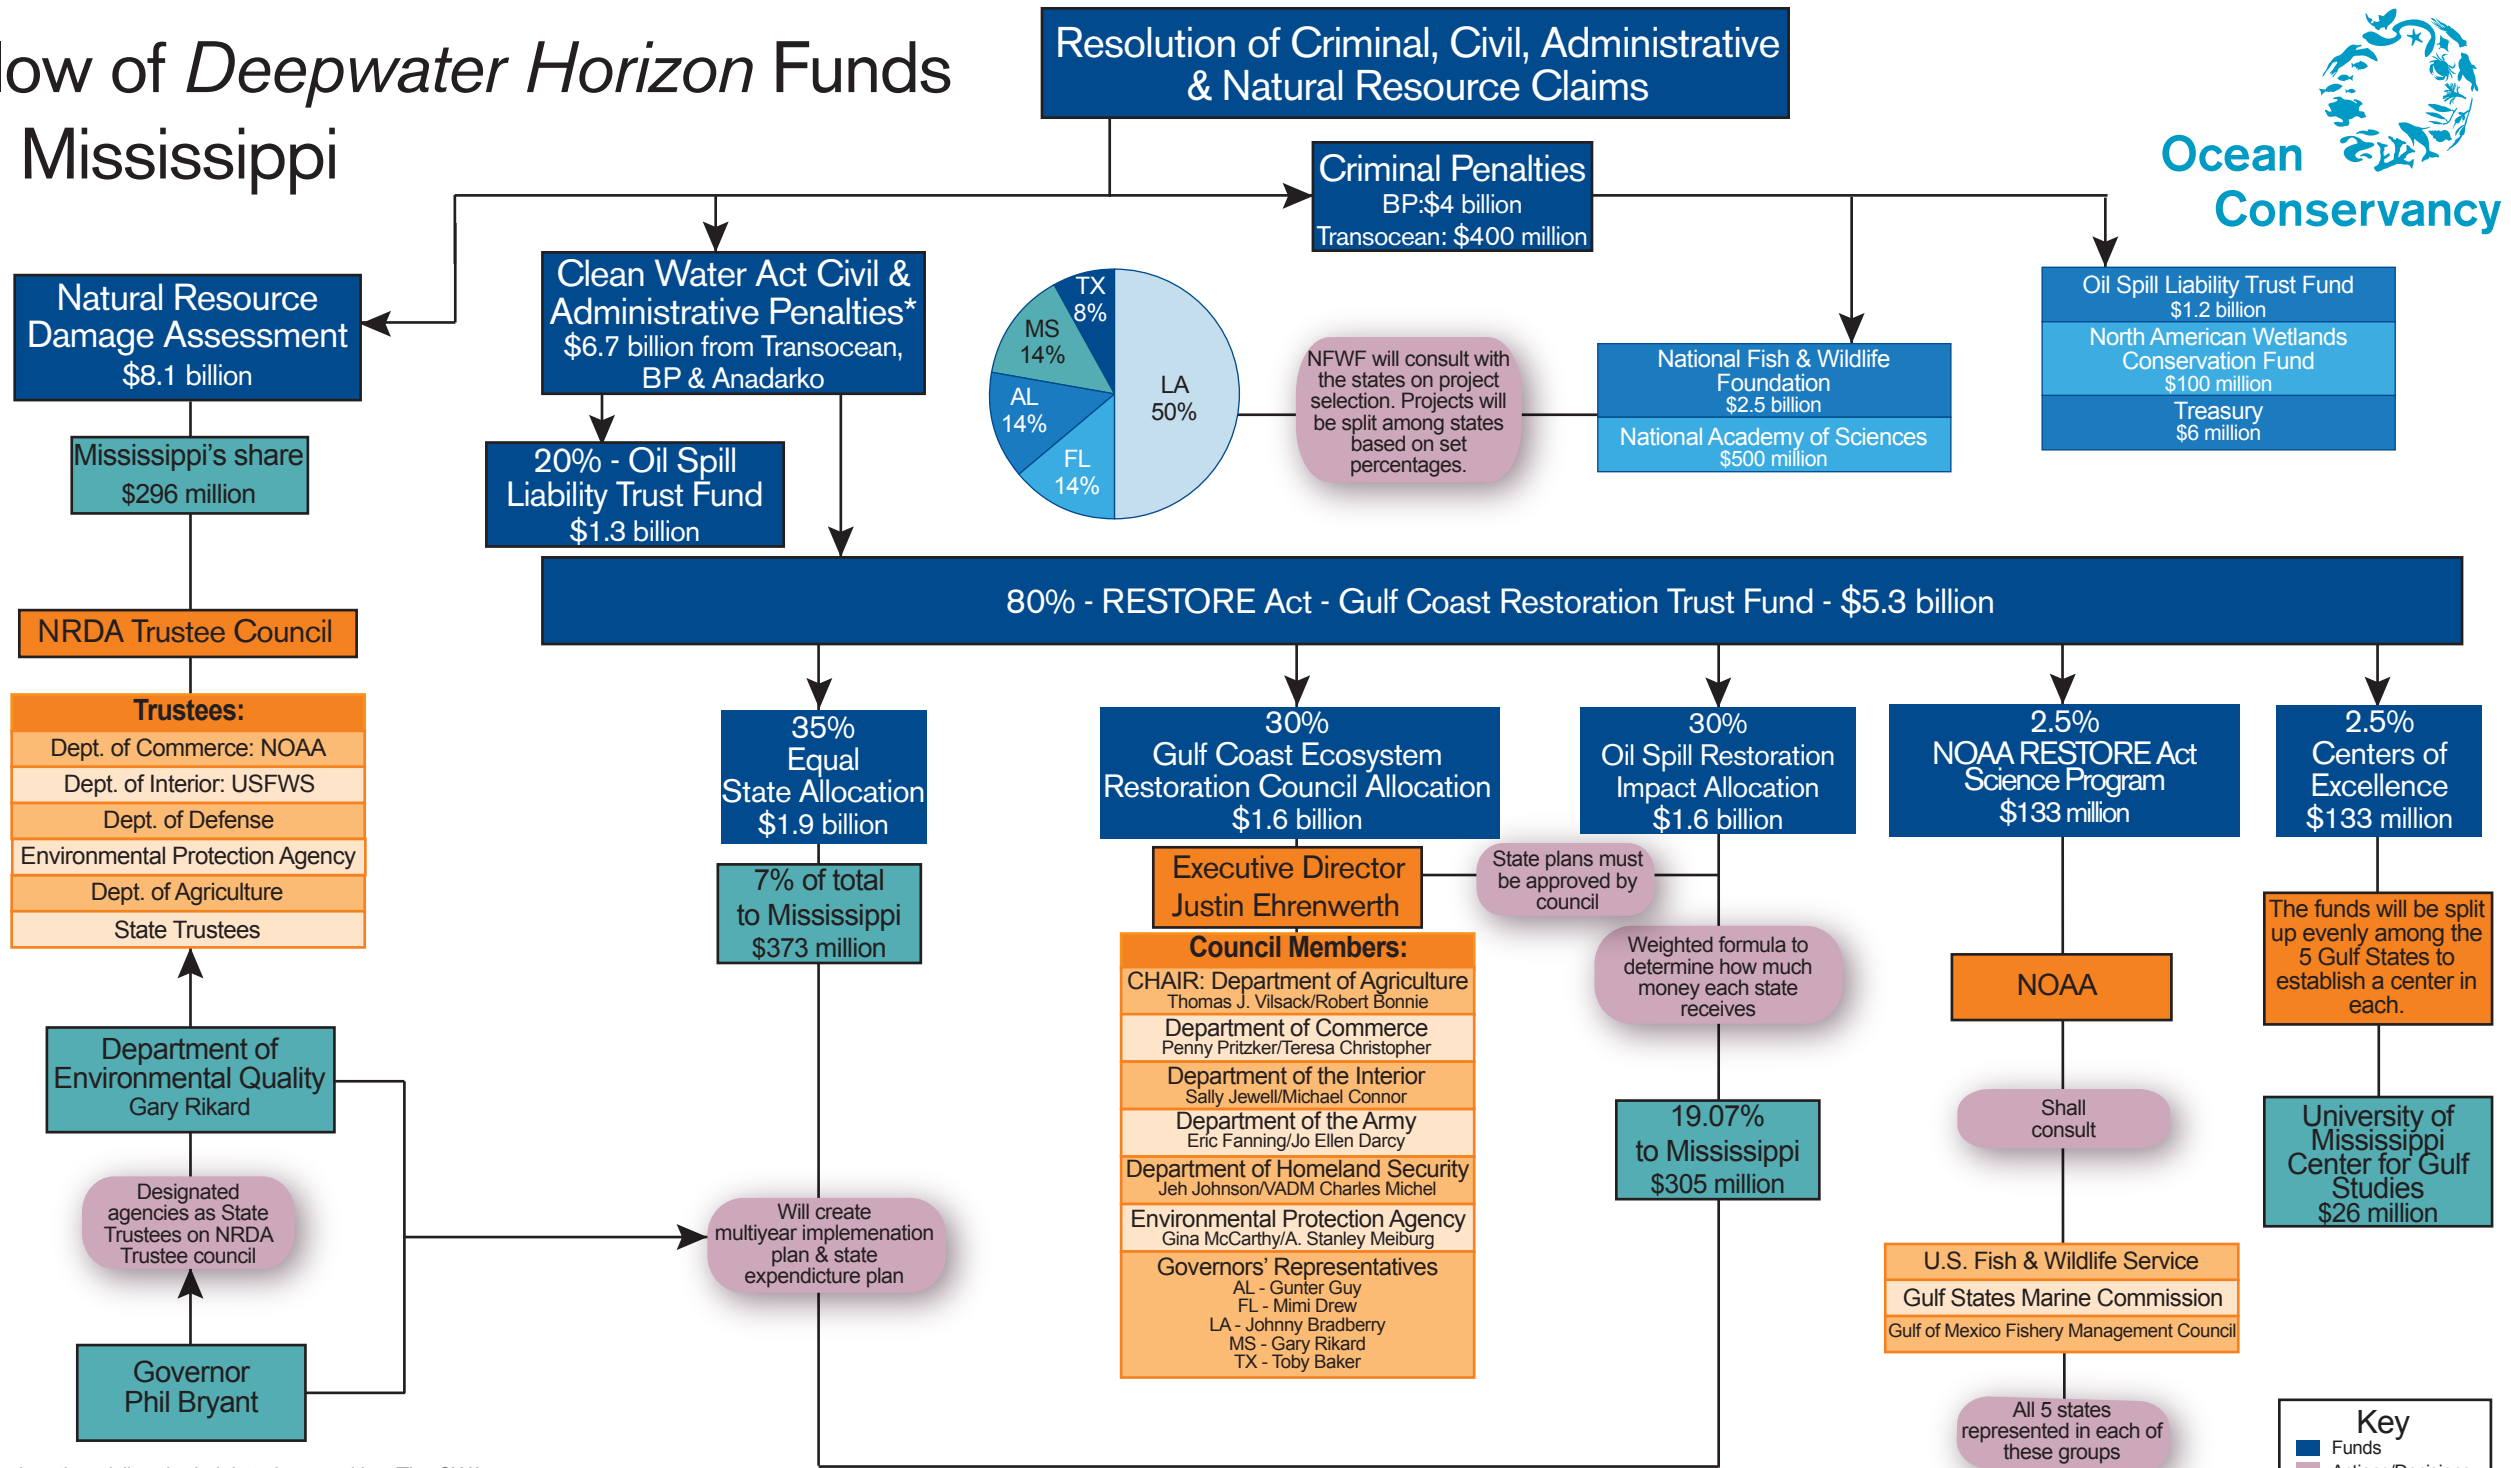 low of Deepwater Horizon Funds
Mississippi
Resolution of Criminal, Civil, Administrative
& Natural Resource Claims
Ocean
Conservancy
Criminal Penalties
BP:$4 billion
Transocean: $400 million
Natural Resource
Damage Assessment
$8.1 billion
Clean Water Act Civil &
Administrative Penalties*
$6.7 billion from Transocean,
BP & Anadarko
TX
8%
MS
14%
AL
14%
FL
14%
LA
50%
NFWF will consult with
the states on project
selection. Projects will
be split among states
based on set
percentages.
National Fish & Wildlife
Foundation
$2.5 billion
National Academy of Sciences
$500 million
Oil Spill Liability Trust Fund
$1.2 billion
North American Wetlands
Conservation Fund
$100 million
Treasury
$6 million
Mississippi's share
$296 million
20% - Oil Spill
Liability Trust Fund
$1.3 billion
80% - RESTORE Act - Gulf Coast Restoration Trust Fund - $5.3 billion
NRDA Trustee Council
Trustees:
Dept. of Commerce: NOAA
Dept. of Interior: USFWS
Dept. of Defense
Environmental Protection Agency
Dept. of Agriculture
State Trustees
Department of
Environmental Quality
Gary Rikard
Designated
agencies as State
Trustees on NRDA
Trustee council
Governor
Phil Bryant
35%
Equal
State Allocation
$1.9 billion
7% of total
to Mississippi
$373 million
Will create
multiyear implemenation
plan & state
expendicture plan
30%
Gulf Coast Ecosystem
Restoration Council Allocation
$1.6 billion
Executive Director
Justin Ehrenwerth
State plans must
be approved by
council
Council Members:
CHAIR: Department of Agriculture
Thomas J. Vilsack/Robert Bonnie
Department of Commerce
Penny Pritzker/Teresa Christopher
Department of the Interior
Sally Jewell/Michael Connor
Department of the Army
Eric Fanning/Jo Ellen Darcy
Department of Homeland Security
Jeh Johnson/VADM Charles Michel
Environmental Protection Agency
Gina McCarthy/A. Stanley Meiburg
Governors' Representatives
AL - Gunter Guy
FL - Mimi Drew
LA - Johnny Bradberry
MS - Gary Rikard
TX - Toby Baker
30%
Oil Spill Restoration
Impact Allocation
$1.6 billion
Weighted formula to
determine how much
money each state
receives
19.07%
to Mississippi
$305 million
2.5%
NOAA RESTORE Act
Science Program
$133 million
NOAA
Shall
consult
U.S. Fish & Wildlife Service
Gulf States Marine Commission
Gulf of Mexico Fishery Management Council
All 5 states
represented in each of
these groups
2.5%
Centers of
Excellence
$133 million
The funds will be split
up evenly among the
5 Gulf States to
establish a center in
each.
University of
Mississippi
Center for Gulf
Studies
$26 million
Key
Funds